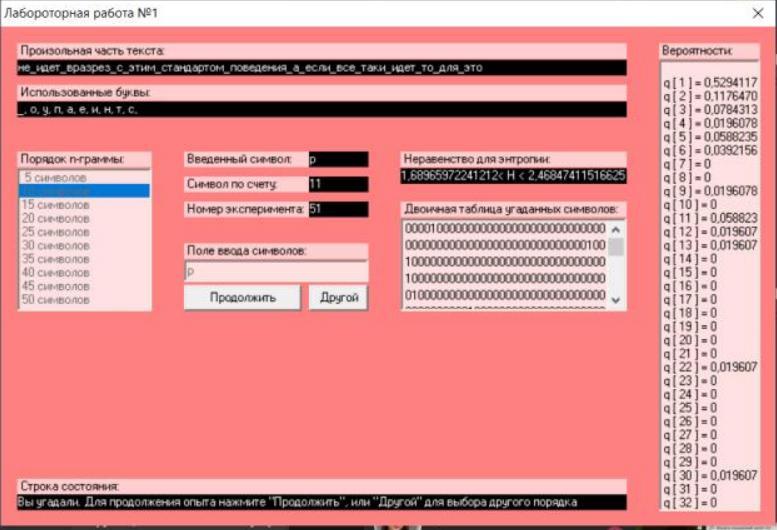 Лабороторная работа №1
Произольная часть текста:
не_идет_вразрез_с_этим_стандартом_поведения_а_если_все_таки_идет_то_для_это
Использованные буквы:
_, о, у, п, а, е, и, н, т, с,
Порядок n-граммы:
5 символов
15 символов
20 символов
25 символов
30 символов
35 символов
40 символов
45 символов
50 символов
Введенный символ: р
Символ по счету: 11
Номер эксперимента: 51
Поле ввода символов:
р
Продолжить
Другой
Неравенство для энтропии:
1,68965972241212< H < 2,46847411516625
Двоичная таблица угаданных символов:
00001000000000000000000000000000
00000000000000000000000000000100
10000000000000000000000000000000
10000000000000000000000000000000
01000000000000000000000000000000
Вероятности:
q[1]=0,5294117
q[2]=0,1176470
q[3]=0,0784313
q[4]=0,0196078
q[5]=0,0588235
q[6]=0,0392156
q[7]=0
q[8]=0
q[9]=0,0196078
q[10]=0
q[11]=0,058823
q[12]=0,019607
q[13]=0,019607
q[14]=0
q[15]=0
q[16]=0
q[17]=0
q[18]=0
q[19]=0
q[20]=0
q[21]=0
q[22]=0,019607
q[23]=0
q[24]=0
q[25]=0
q[26]=0
q[27]=0
q[28]=0
q[29]=0
q[30]=0,019607
q[31]=0
q[32]=0
Строка состояния:
Вы угадали. Для продолжения опыта нажмите "Продолжить", или "Другой" для выбора другого порядка